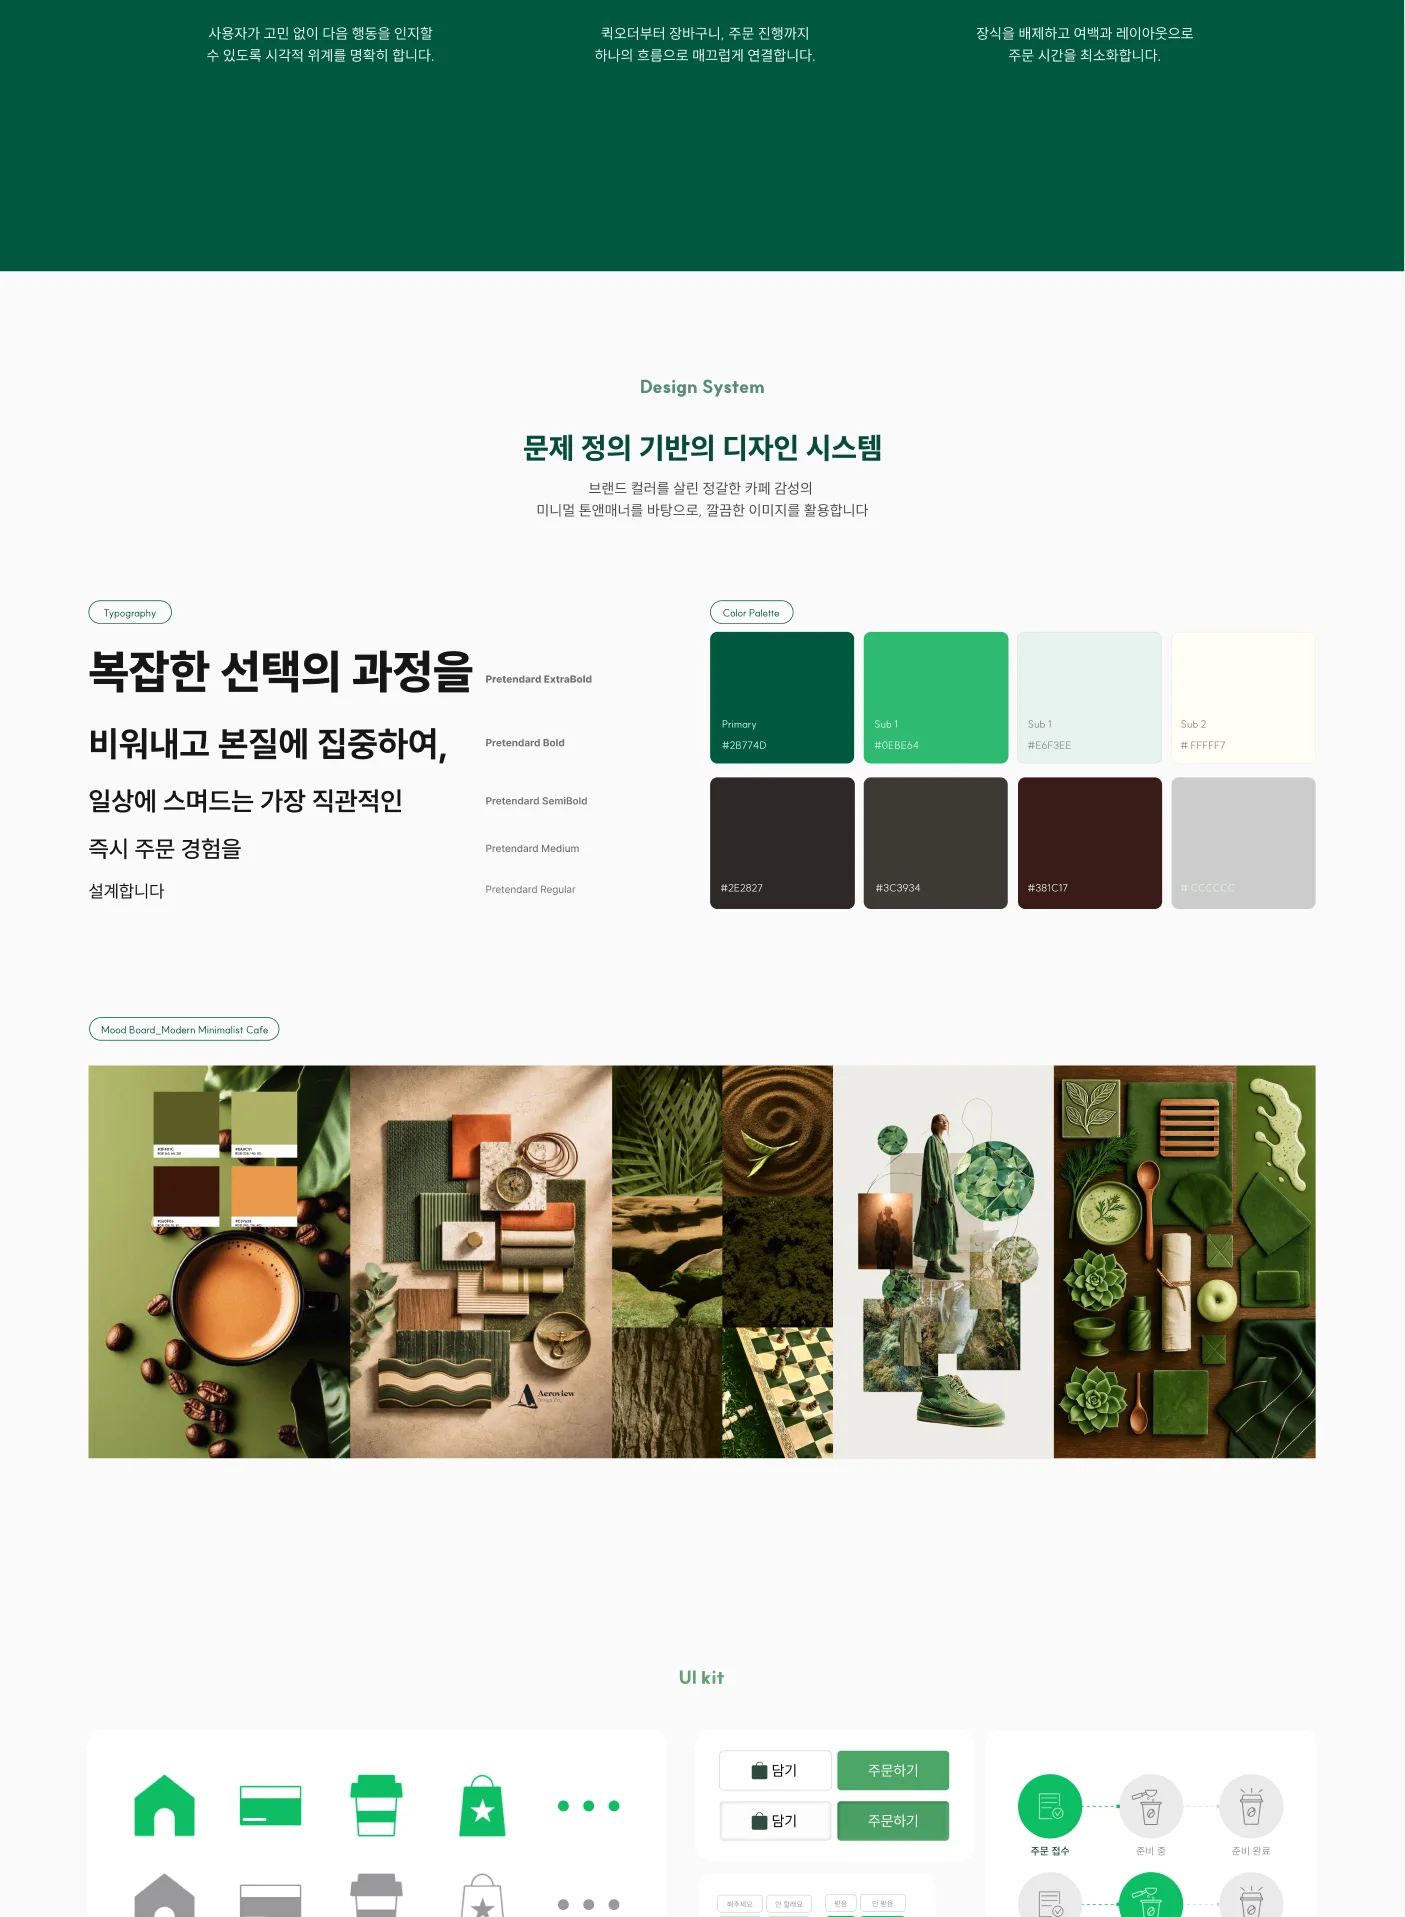 사용자가 고민 없이 다음 행동을 인지할
수 있도록 시각적 위계를 명확히 합니다.
퀵오더부터 장바구니, 주문 진행까지
하나의 흐름으로 매끄럽게 연결합니다.
장식을 배제하고 여백과 레이아웃으로
주문 시간을 최소화합니다.
Design System
문제 정의 기반의 디자인 시스템
브랜드 컬러를 살린 정갈한 카페 감성의
미니멀 톤앤매너를 바탕으로, 깔끔한 이미지를 활용합니다
Typography
복잡한 선택의 과정을
Pretendard ExtraBold
비워내고 본질에 집중하여,
Pretendard Bold
일상에 스며드는 가장 직관적인
Pretendard SemiBold
즉시 주문 경험을
Pretendard Medium
설계합니다
Pretendard Regular
Color Palette
Primary
#2B774D
Sub 1
#0EBE64
Sub 1
#E6F3EE
Sub 2
# FFFFF7
#2E2827
#3C3934
#381C17
# CCCCCC
Mood Board_Modern Minimalist Cafe
Aeroview
UI kit
담기
주문하기
담기
주문하기
해주세요
안 할래요
받음
안 받음
주문 접수
준비 중
준비 완료